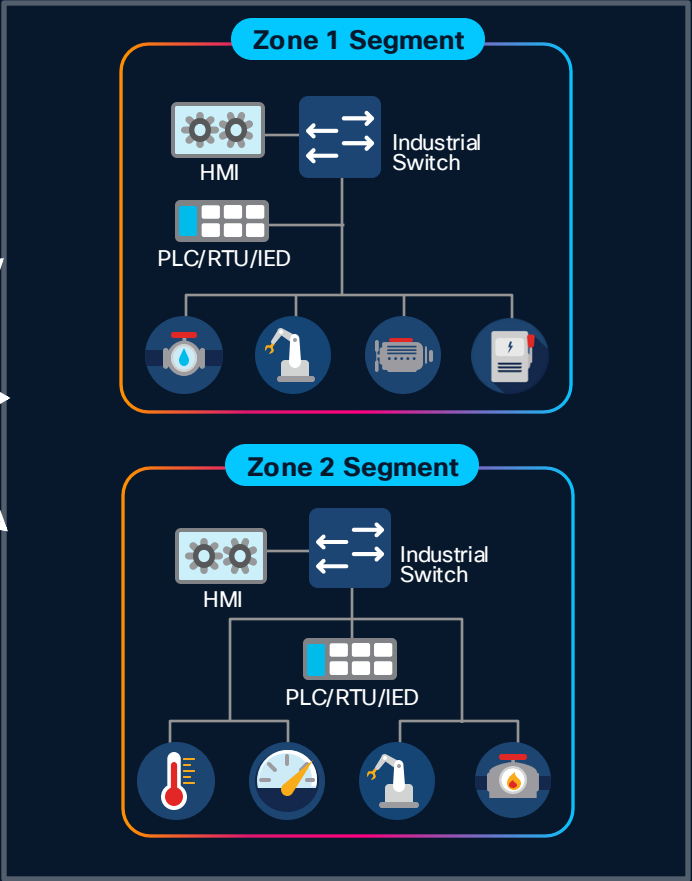 Zone 1 Segment
HMI
Industrial
Switch
PLC/RTU/IED
Zone 2 Segment
HMI
Industrial
Switch
PLC/RTU/IED